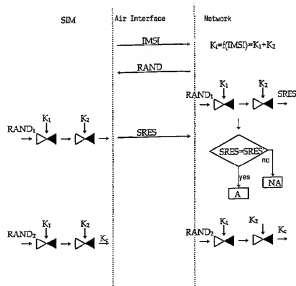 SIM Air Interface Network
IMSI
K₁=f(IMSI)=K₁+K₂
RAND
K₁ K₂
RAND₁ SRES
K₁ K₂
RAND₁ SRES
SRES=SRES
no
yes
A NA
K₁ K₂
RAND₂ Kc
K₁ K₂
RAND₂ Kc